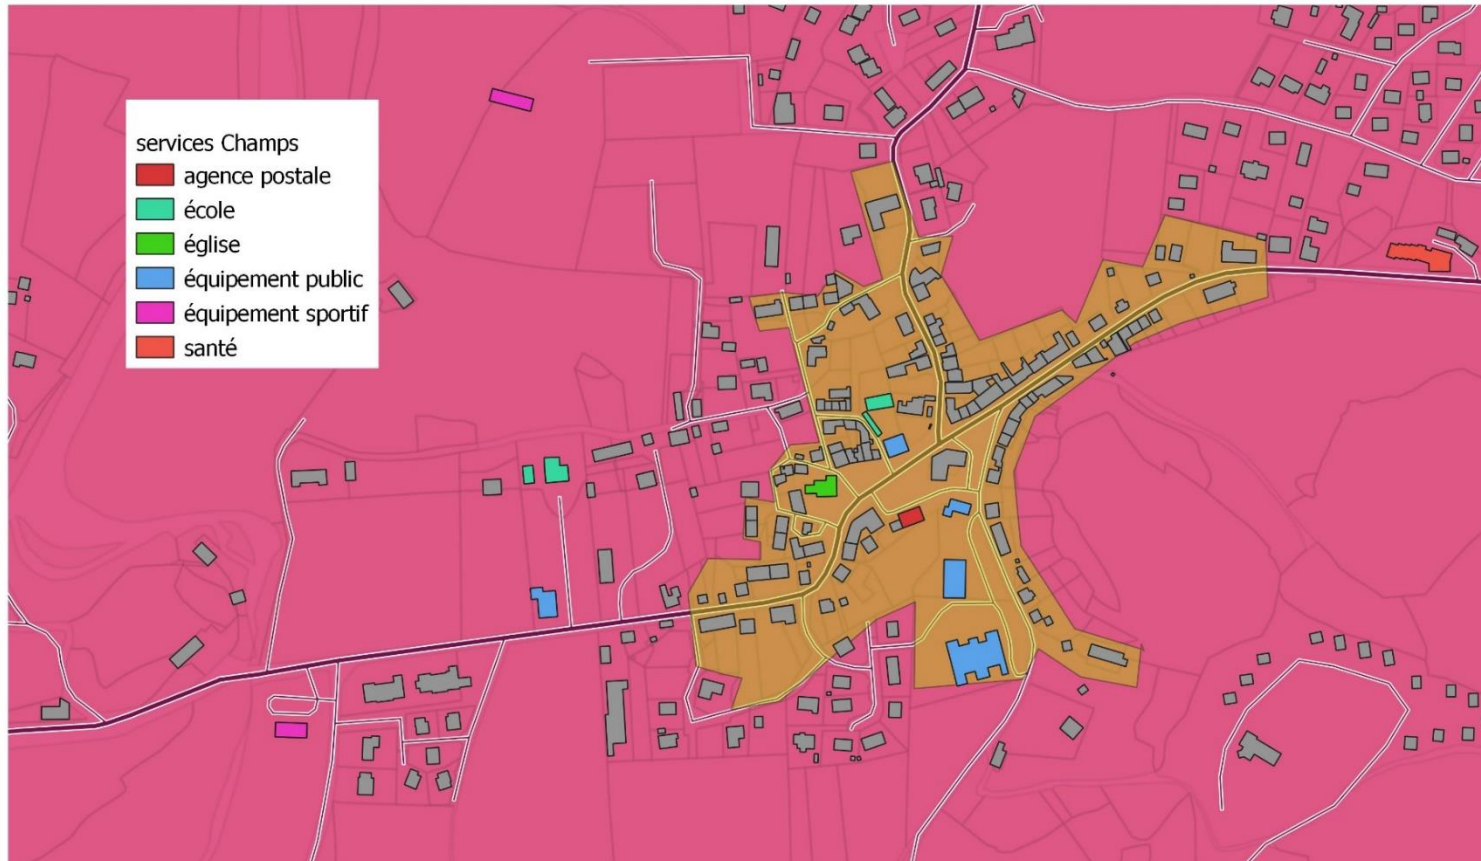 services Champs
agence postale
école
église
équipement public
équipement sportif
santé